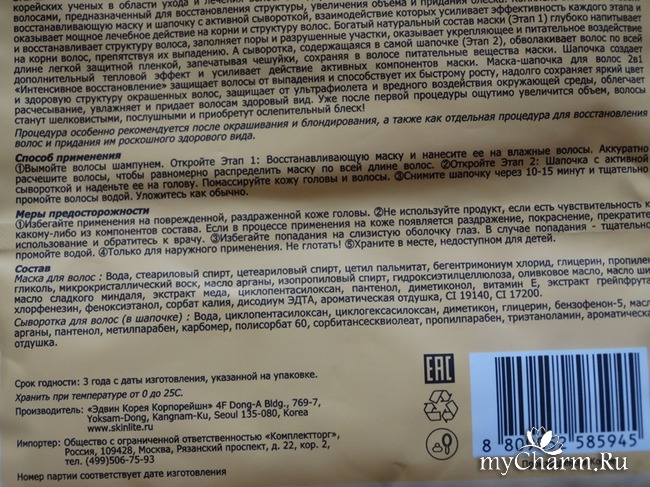 корейских ученых в области ухода и лечения
волосами, предназначенный для восстановления структуры, увеличения объема и придания блеска!
восстанавливающую маску и шапочку с активной сывороткой, взаимодействие которых усиливает эффективность каждого этапа и
оказывает мощное лечебное действие на корни и структуру волос. Богатый натуральный состав маски (Этап 1) глубоко напитывает
и восстанавливает структуру волоса, заполняет поры и разрушенные участки, оказывает укрепляющее и питательное воздействие
на корни волос, препятствуя их выпадению. А сыворотка, содержащаяся в самой шапочке (Этап 2), обволакивает волос по всей
длине легкой защитной пленкой, запечатывая чешуйки, сохраняя в волосе питательные вещества маски. Шапочка создает
дополнительный тепловой эффект и усиливает действие активных компонентов маски. Маска-шапочка для волос 2в1
«Интенсивное восстановление» защищает волосы от выпадения и способствует их быстрому росту, надолго сохраняет яркий цвет
и здоровую структуру окрашенных волос, защищает от ультрафиолета и вредного воздействия окружающей среды, облегчает
расчесывание, увлажняет и придает волосам здоровый вид. Уже после первой процедуры ощутимо увеличится объем, волосы
станут шелковистыми, послушными и приобретут ослепительный блеск!
Процедура особенно рекомендуется после окрашивания и блондирования, а также как отдельная процедура для восстановления
волос и придания им роскошного здорового вида.
Способ применения
①Вымойте волосы шампунем. Откройте Этап 1: Восстанавливающую маску и нанесите ее на влажные волосы. Аккуратно
расчешите волосы, чтобы равномерно распределить маску по всей длине волос. ②Откройте Этап 2: Шапочка с активной
сывороткой и наденьте ее на голову. Помассируйте кожу головы и волосы. ③Снимите шапочку через 10-15 минут и тщательно
промойте волосы водой. Уложитесь как обычно.
Меры предосторожности
①Избегайте применения на поврежденной, раздраженной коже головы. ②Не используйте продукт, если есть чувствительность к
какому-либо из компонентов состава. Если в процессе применения на коже появляется раздражение, покраснение, прекратите
использование и обратитесь к врачу. ③Избегайте попадания на слизистую оболочку глаз. В случае попадания - тщательно
промойте водой. ④Только для наружного применения. Не глотать! ⑤Храните в месте, недоступном для детей.
Состав
Маска для волос : Вода, стеариловый спирт, цетеариловый спирт, цетил пальмитат, бегентримониум хлорид, глицерин, пропилен
гликоль, микрокристаллический воск, масло арганы, изопропиловый спирт, гидроксиэтилцеллюлоза, оливковое масло, масло ши
масло сладкого миндаля, экстракт меда, циклопентасилоксан, пантенол, диметиконол, витамин Е, экстракт грейпфрута
хлорфенезин, феноксиэтанол, сорбат калия, дисодиум ЭДТА, ароматическая отдушка, CI 19140, CI 17200.
Сыворотка для волос (в шапочке) : Вода, циклопентасилоксан, циклогексасилоксан, диметикон, глицерин, бензофенон-5, масло
арганы, пантенол, метилпарабен, карбомер, полисорбат 60, сорбитансесквиолеат, пропилпарабен, триэтаноламин, ароматическая
отдушка.
Срок годности: 3 года с даты изготовления, указанной на упаковке.
Хранить при температуре от 0 до 25С.
Производитель: «Эдвин Корея Корпорейшн» 4F Dong-A Bldg., 769-7,
Yoksam-Dong, Kangnam-Ku, Seoul 135-080, Korea
www.skinlite.ru
Импортер: Общество с ограниченной ответственностью «Комплектторг»,
Россия, 109428, Москва, Рязанский проспект, д. 22, кор. 2,
тел. (499)506-75-93
Номер партии соответствует дате изготовления
EAC
585945
myCharm.Ru